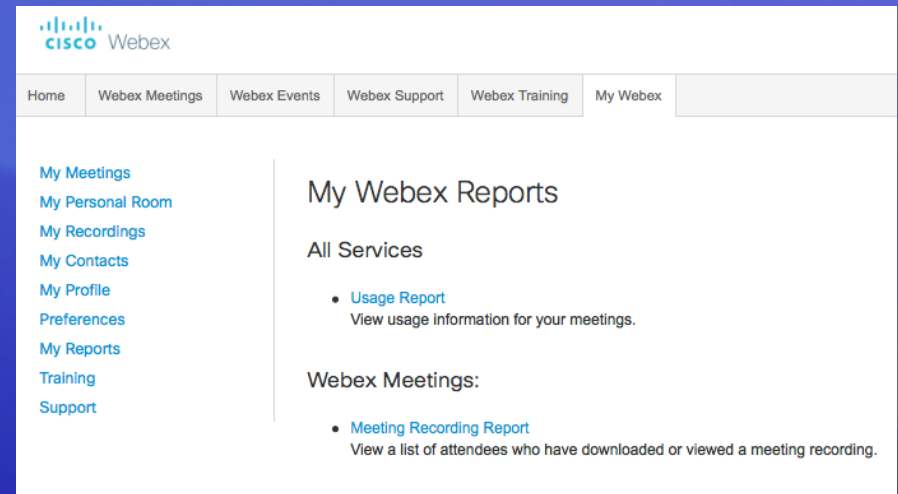 cisco Webex
Home Webex Meetings Webex Events Webex Support Webex Training My Webex
My Meetings
My Personal Room
My Recordings
My Contacts
My Profile
Preferences
My Reports
Training
Support
My Webex Reports
All Services
Usage Report
View usage information for your meetings.
Webex Meetings:
Meeting Recording Report
View a list of attendees who have downloaded or viewed a meeting recording.